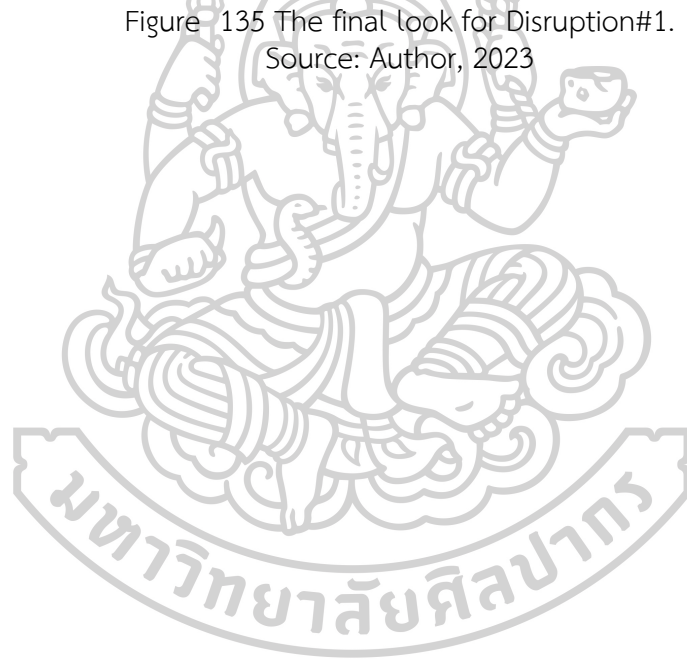 Figure  135 The final look for Disruption#1.
Source: Author, 2023
มหาวิทยาลัยศิลปากร